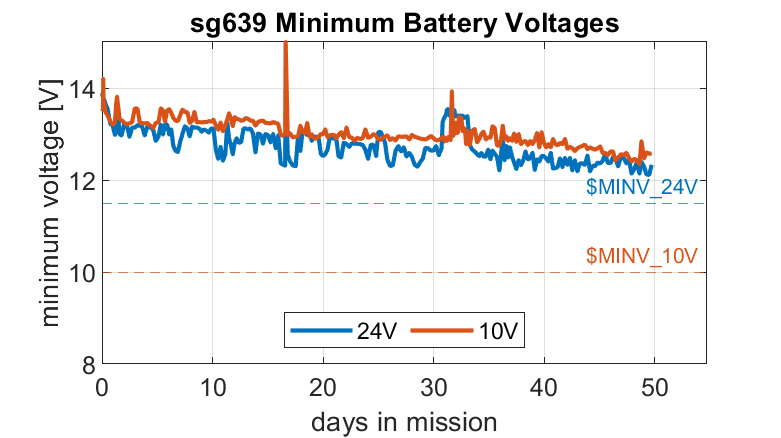 sg639 Minimum Battery Voltages
minimum voltage [V]
14
12
10
8
$MINV_24V
$MINV_10V
24V
10V
0
10
20
30
40
50
days in mission